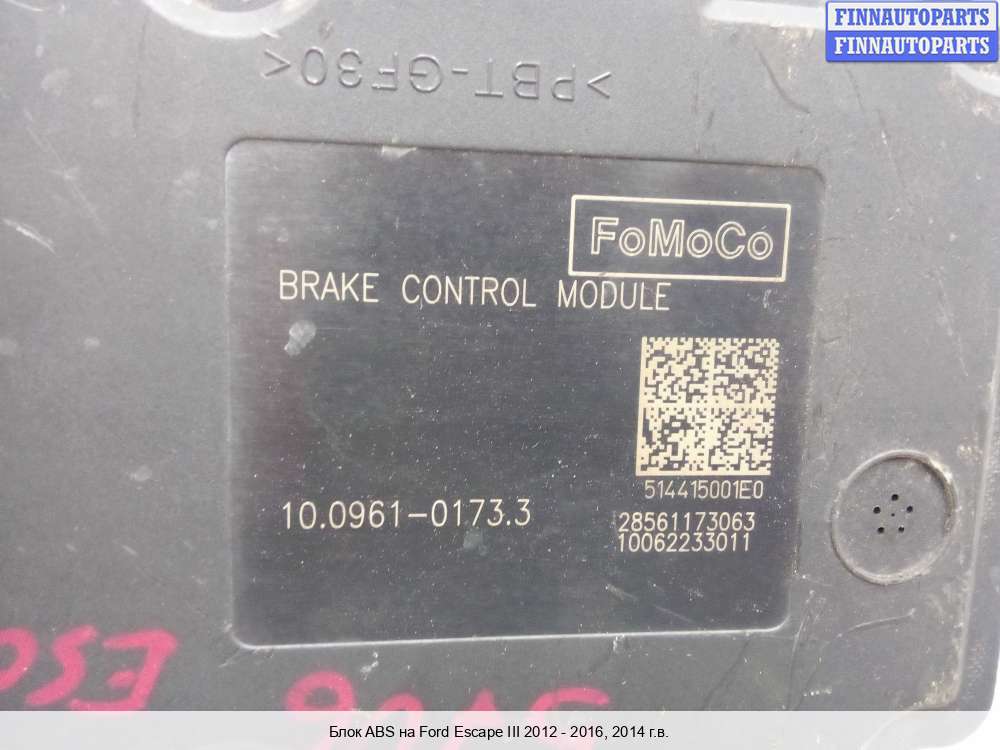 FINNAUTOPARTS
FINNAUTOPARTS
>PBT-GF30<
FoMoCo
BRAKE CONTROL MODULE
514415001E0
10.0961-0173.3
28561173063
10062233011
Блок ABS на Ford Escape III 2012 - 2016, 2014 г.в.